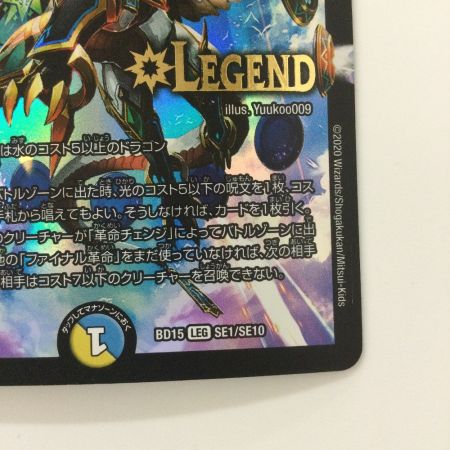 LEGEND
illus. Yuukoo009
は水のコスト5以上のドラゴン
バトルゾーンに出た時、光のコスト5以下の呪文を1枚、コス
手札から唱えてもよい。そうしなければ、カードを1枚引く。
のクリーチャーが「革命チェンジ」によってバトルゾーンに出
他の「ファイナル革命」をまだ使っていなければ、次の相手
相手はコスト7以下のクリーチャーを召喚できない。
©2020 Wizards/Shogakukan/Mitsui-Kids
タップしてマナゾーンにおく
1
BD15 LEG SE1/SE10